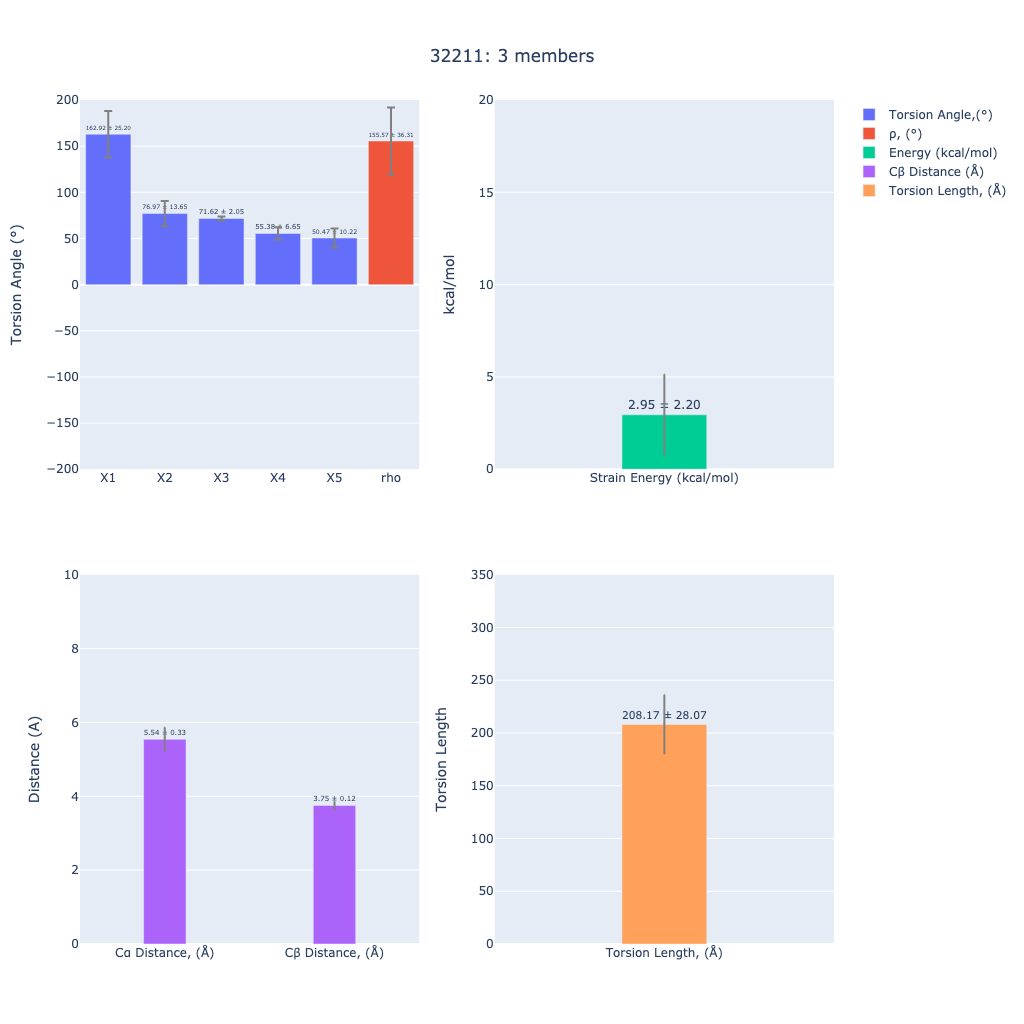 32211: 3 members
Torsion Angle (°)
200
150
100
50
0
−50
−100
−150
−200
162.92 ± 25.20
76.97 ± 13.65
71.62 ± 2.05
55.38 ± 6.65
50.47 ± 10.22
155.57 ± 36.31
X1 X2 X3 X4 X5 rho
kcal/mol
20
15
10
5
0
2.95 ± 2.20
Strain Energy (kcal/mol)
Torsion Angle,(°)
ρ, (°)
Energy (kcal/mol)
Cβ Distance (Å)
Torsion Length, (Å)
Distance (A)
10
8
6
4
2
0
5.54 ± 0.33
3.75 ± 0.12
Cα Distance, (Å) Cβ Distance, (Å)
Torsion Length
350
300
250
200
150
100
50
0
208.17 ± 28.07
Torsion Length, (Å)